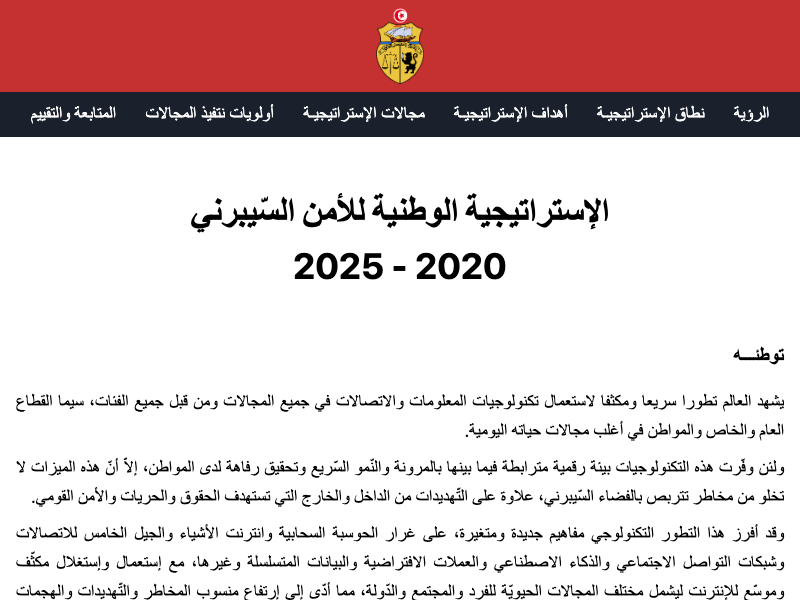 الرؤية
نطاق الإستراتيجيـة
أهداف الإستراتيجيـة
مجالات الإستراتيجيـة
أولويات نتفيذ المجالات
المتابعة والتقييم
الإستراتيجية الوطنية للأمن السّيبرني
2020 - 2025
توطئـــه
يشهد العالم تطورا سريعا ومكثفا لاستعمال تكنولوجيات المعلومات والاتصالات في جميع المجالات ومن قبل جميع الفئات، سيما القطاع
العام والخاص والمواطن في أغلب مجالات حياته اليومية.
ولئن وفّرت هذه التكنولوجيات بيئة رقمية مترابطة فيما بينها بالمرونة والنّمو السّريع وتحقيق رفاهة لدى المواطن، إلاّ أنّ هذه الميزات لا
تخلو من مخاطر تتربص بالفضاء السّيبرني، علاوة على التّهديدات من الداخل والخارج التي تستهدف الحقوق والحريات والأمن القومي.
وقد أفرز هذا التطور التكنولوجي مفاهيم جديدة ومتغيرة، على غرار الحوسبة السحابية وانترنت الأشياء والجيل الخامس للاتصالات
وشبكات التواصل الاجتماعي والذكاء الاصطناعي والعملات الافتراضية والبيانات المتسلسلة وغيرها، مع إستعمال وإستغلال مكثّف
وموسّع للإنترنت ليشمل مختلف المجالات الحيويّة للفرد والمجتمع والدّولة، مما أدّى إلى إرتفاع منسوب المخاطر والتّهديدات والهجمات